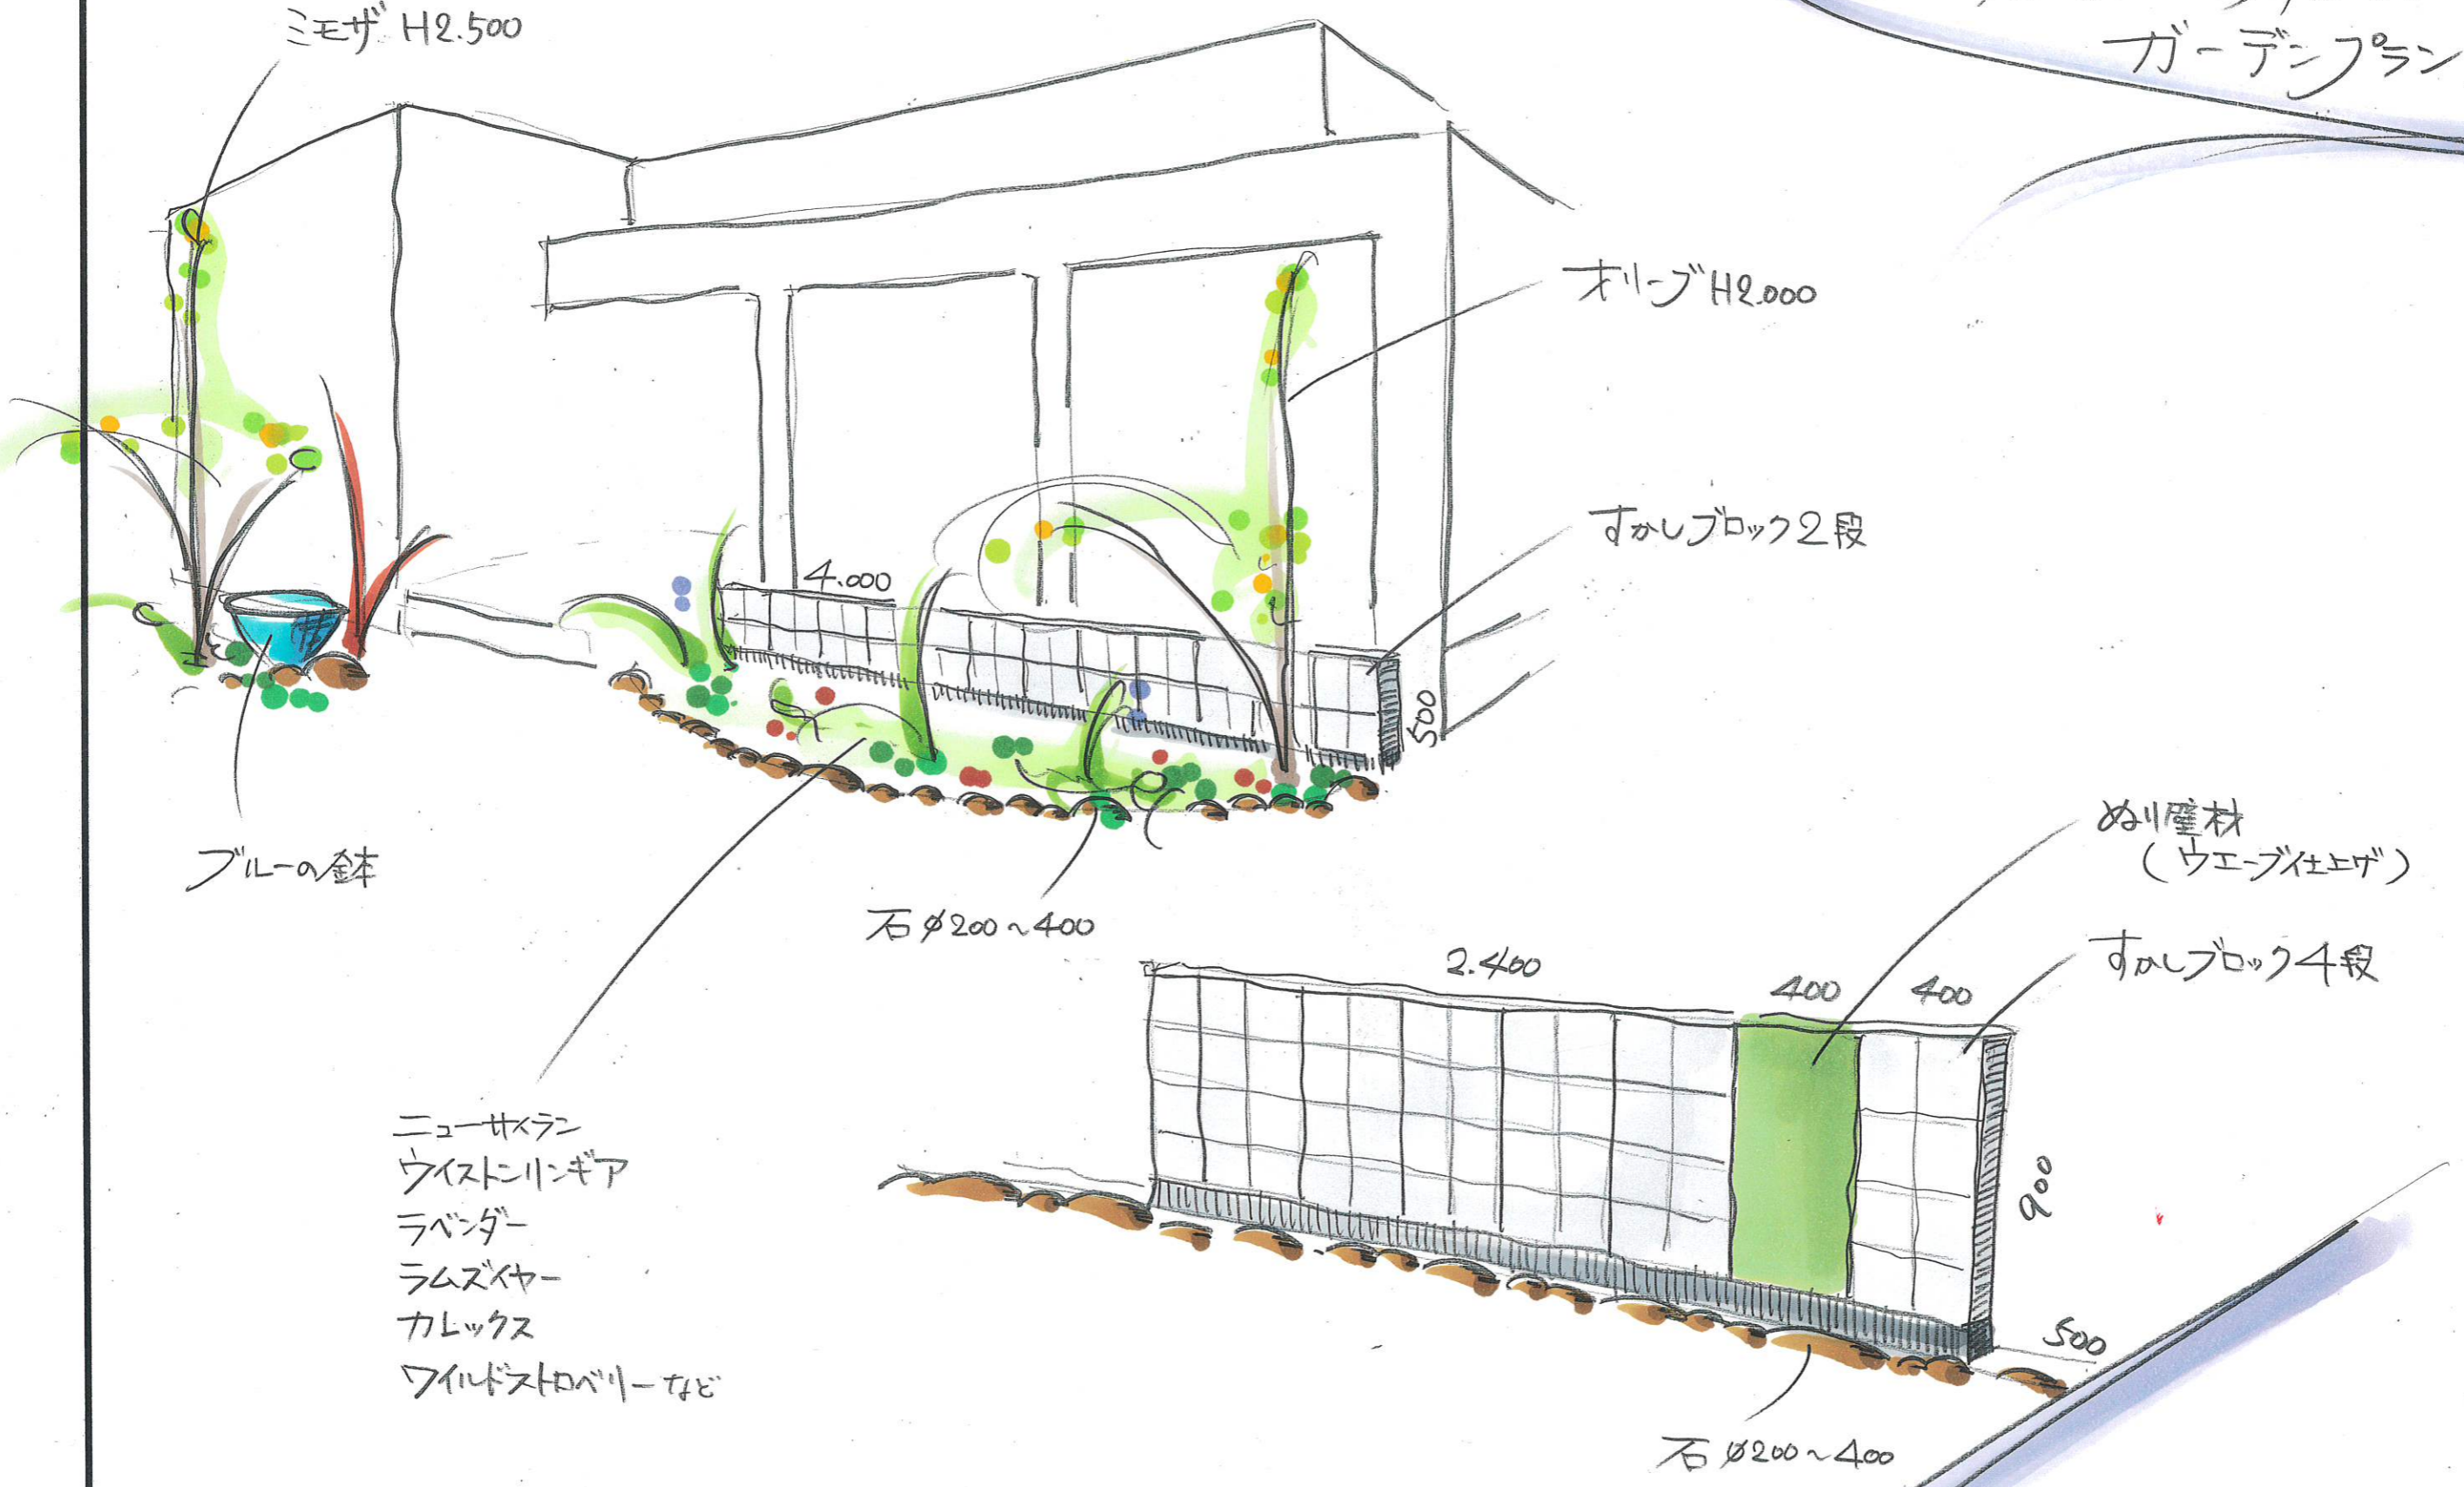 ミモザ H2.500
ガーデンプラン
オリーブ H2.000
すかしブロック2段
4.000
500
ブルーの鉢
石 φ200~400
ぬり壁材
(ウエーブ仕上げ)
すかしブロック4段
2.400
400
400
900
500
ニューサイラン
ウイストンリンギア
ラベンダー
ラムズイヤー
カレックス
ワイルドストロベリーなど
石 φ200~400